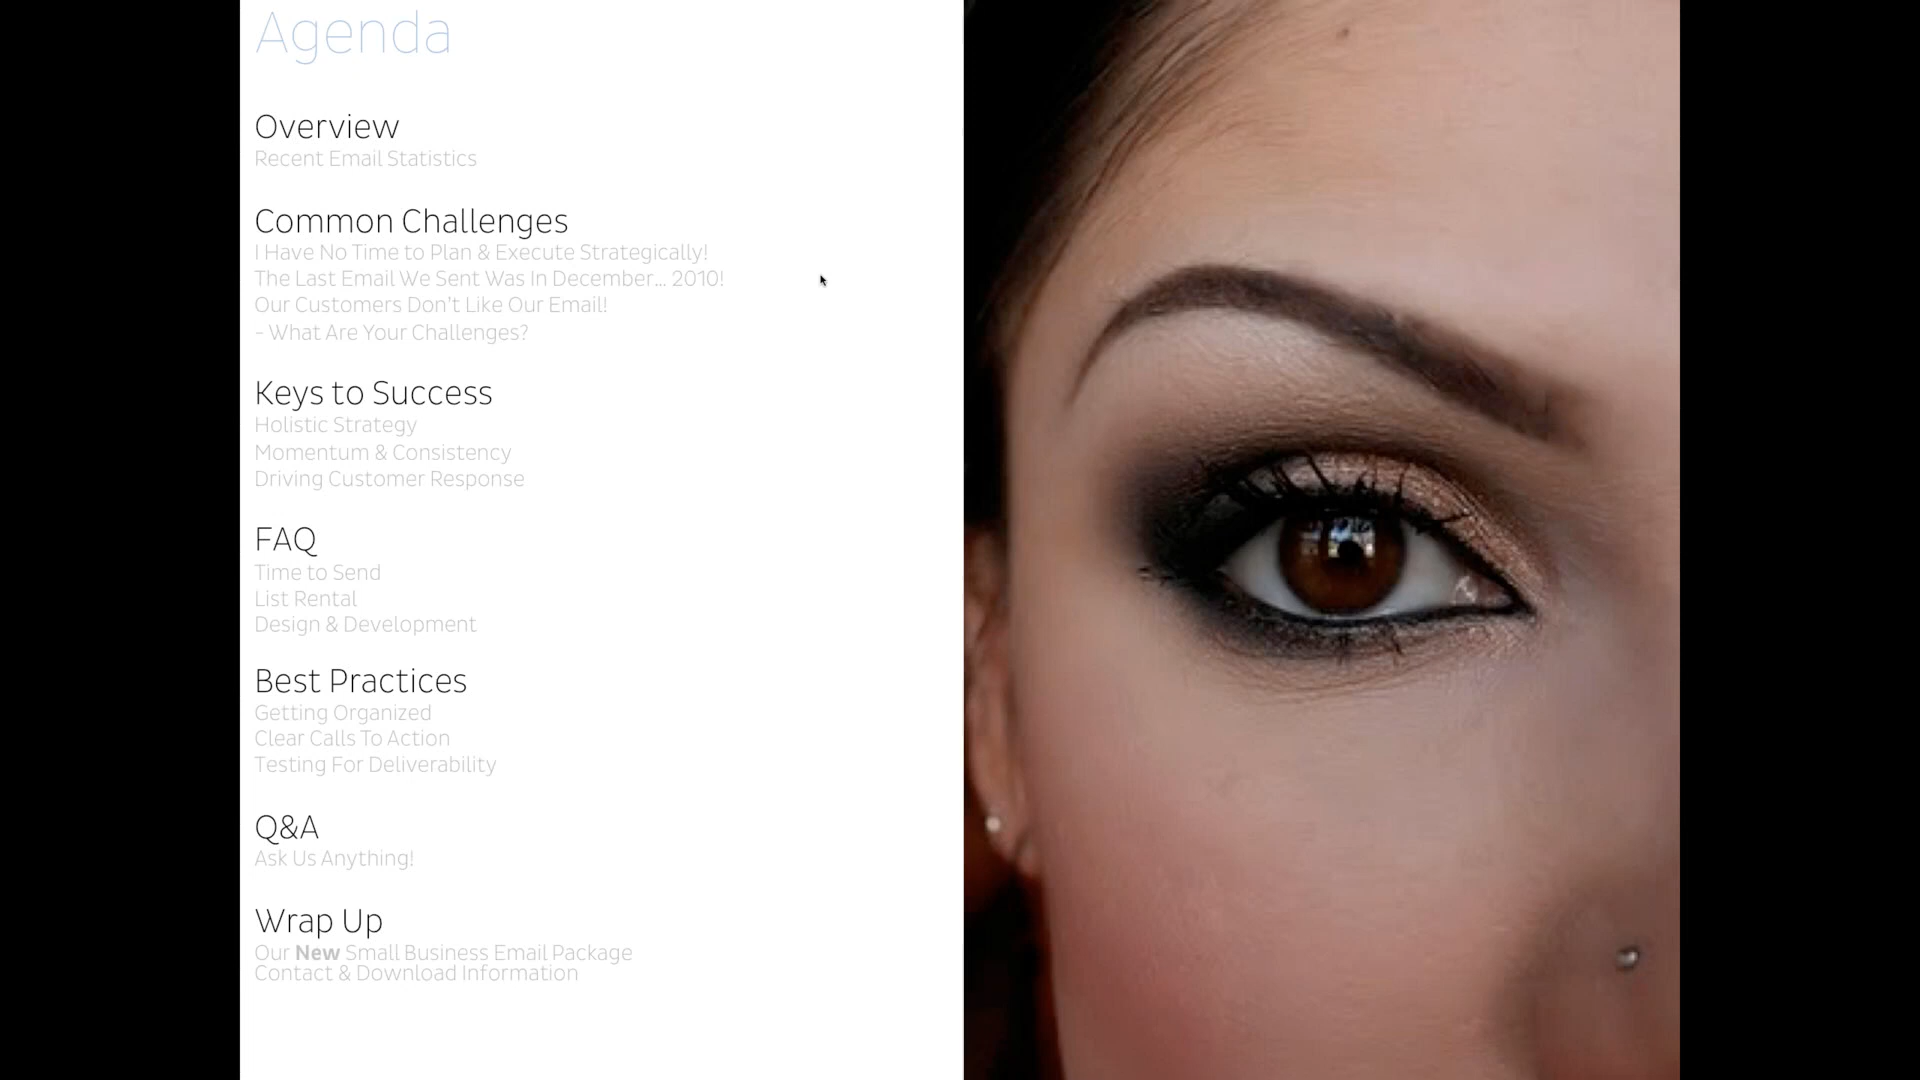 Agenda
Overview
Recent Email Statistics
Common Challenges
I Have No Time to Plan & Execute Strategically!
The Last Email We Sent Was In December... 2010!
Our Customers Don't Like Our Email!
- What Are Your Challenges?
Keys to Success
Holistic Strategy
Momentum & Consistency
Driving Customer Response
FAQ
Time to Send
List Rental
Design & Development
Best Practices
Getting Organized
Clear Calls To Action
Testing For Deliverability
Q&A
Ask Us Anything!
Wrap Up
Our New Small Business Email Package
Contact & Download Information